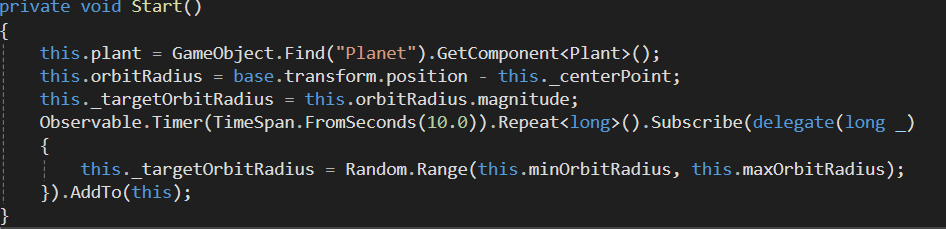 private void Start()
{
this.plant = GameObject.Find("Planet").GetComponent<Plant>();
this.orbitRadius = base.transform.position - this._centerPoint;
this._targetOrbitRadius = this.orbitRadius.magnitude;
Observable.Timer(TimeSpan.FromSeconds(10.0)).Repeat<long>().Subscribe(delegate(long _)
{
this._targetOrbitRadius = Random.Range(this.minOrbitRadius, this.maxOrbitRadius);
}).AddTo(this);
}